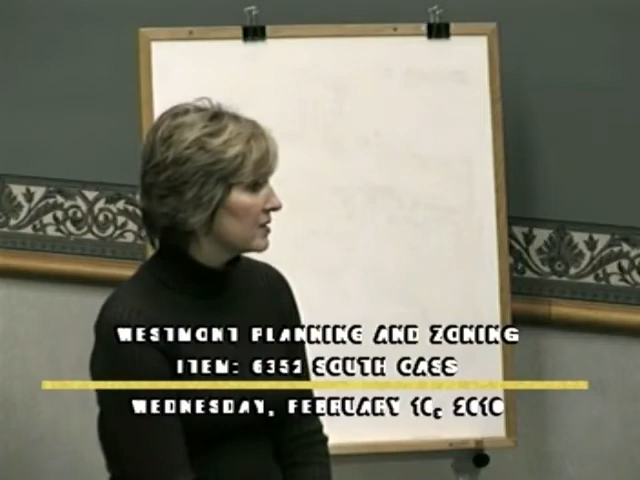 WESTMONT PLANNING AND ZONING
ITEM: 6352 SOUTH CASS
WEDNESDAY, FEBRUARY 10, 2010